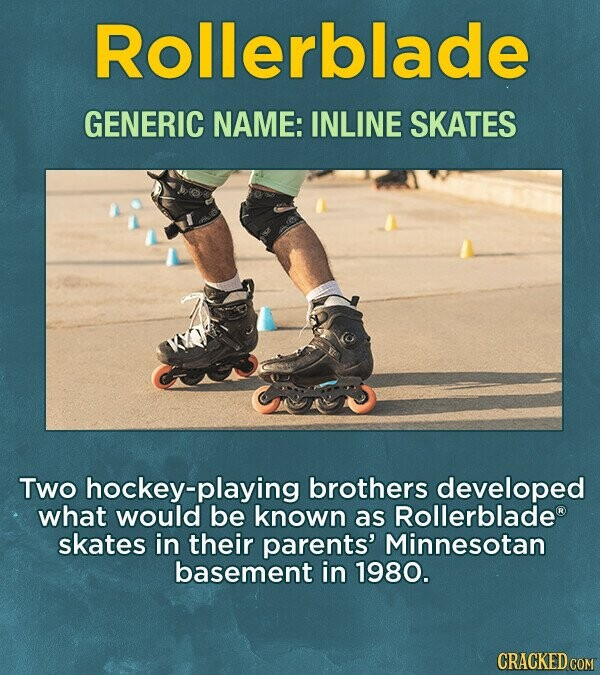 Rollerblade
GENERIC NAME: INLINE SKATES
Two hockey-playing brothers developed
what would be known as Rollerblade®
skates in their parents' Minnesotan
basement in 1980.
CRACKED.COM